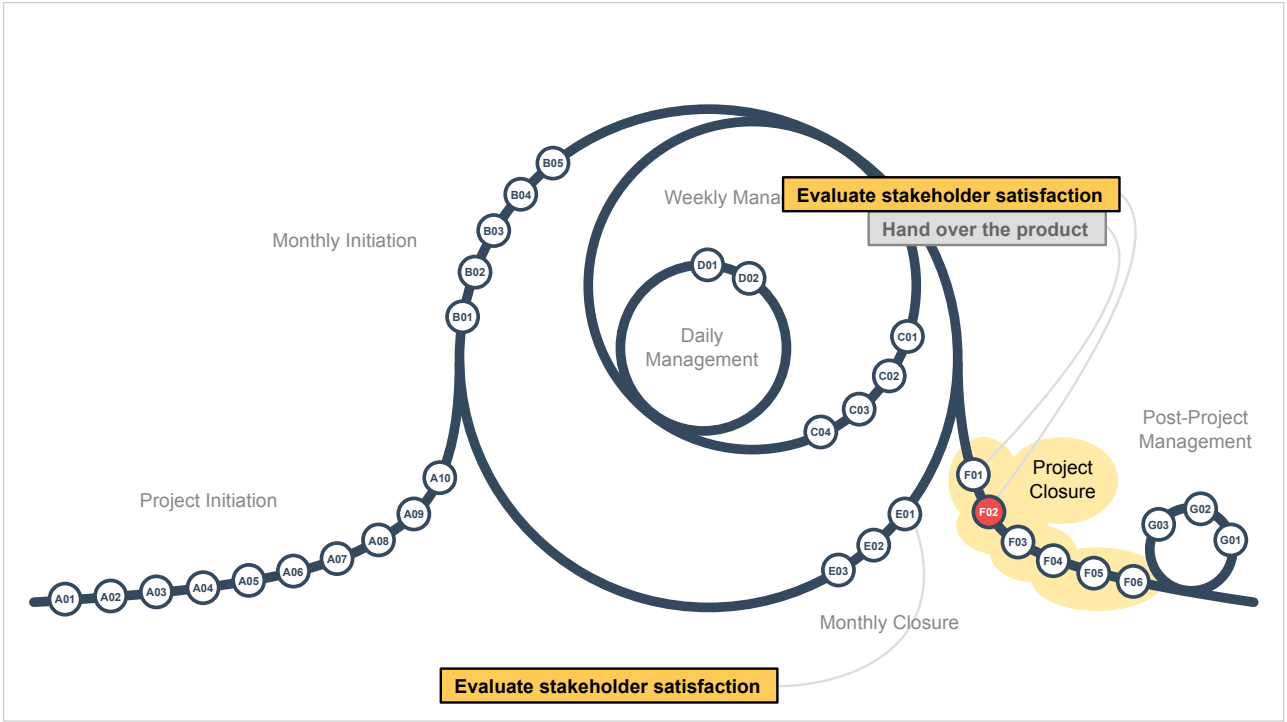 B05
B04
Weekly Mana
Evaluate stakeholder satisfaction
Hand over the product
Monthly Initiation
B03
B02
B01
D01
D02
Daily
Management
C01
C02
C03
C04
Post-Project
Management
Project
Closure
F01
F02
F03
F04
F05
F06
G03
G02
G01
Project Initiation
A10
A09
A08
A07
A06
A05
A04
A03
A02
A01
E01
E02
E03
Monthly Closure
Evaluate stakeholder satisfaction